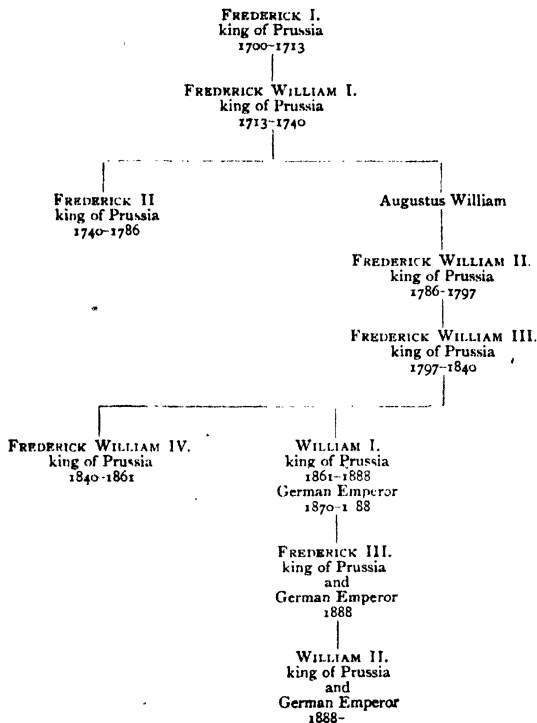 FREDERICK I.
king of Prussia
1700-1713
FREDERICK WILLIAM I.
king of Prussia
1713-1740
FREDERICK II
king of Prussia
1740-1786
Augustus William
FREDERICK WILLIAM II.
king of Prussia
1786-1797
FREDERICK WILLIAM III.
king of Prussia
1797-1840
FREDERICK WILLIAM IV.
king of Prussia
1840-1861
WILLIAM I.
king of Prussia
1861-1888
German Emperor
1870-1 88
FREDERICK III.
king of Prussia
and
German Emperor
1888
WILLIAM II.
king of Prussia
and
German Emperor
1888-